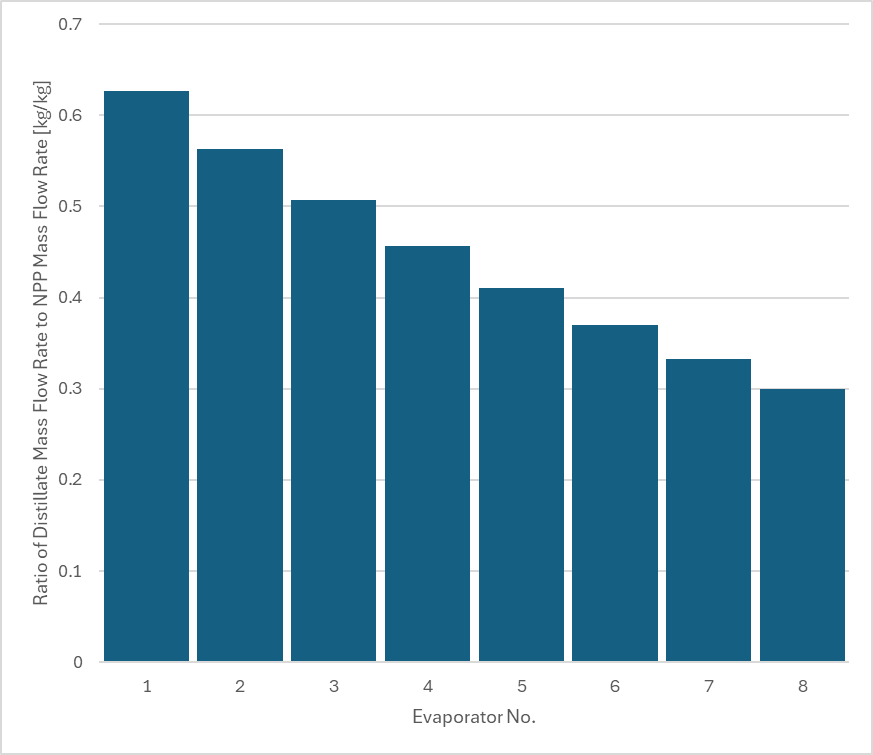 0.7
0.6
0.5
0.4
0.3
0.2
0.1
0
Ratio of Distillate Mass Flow Rate to NPP Mass Flow Rate [kg/kg]
1 2 3 4 5 6 7 8
Evaporator No.